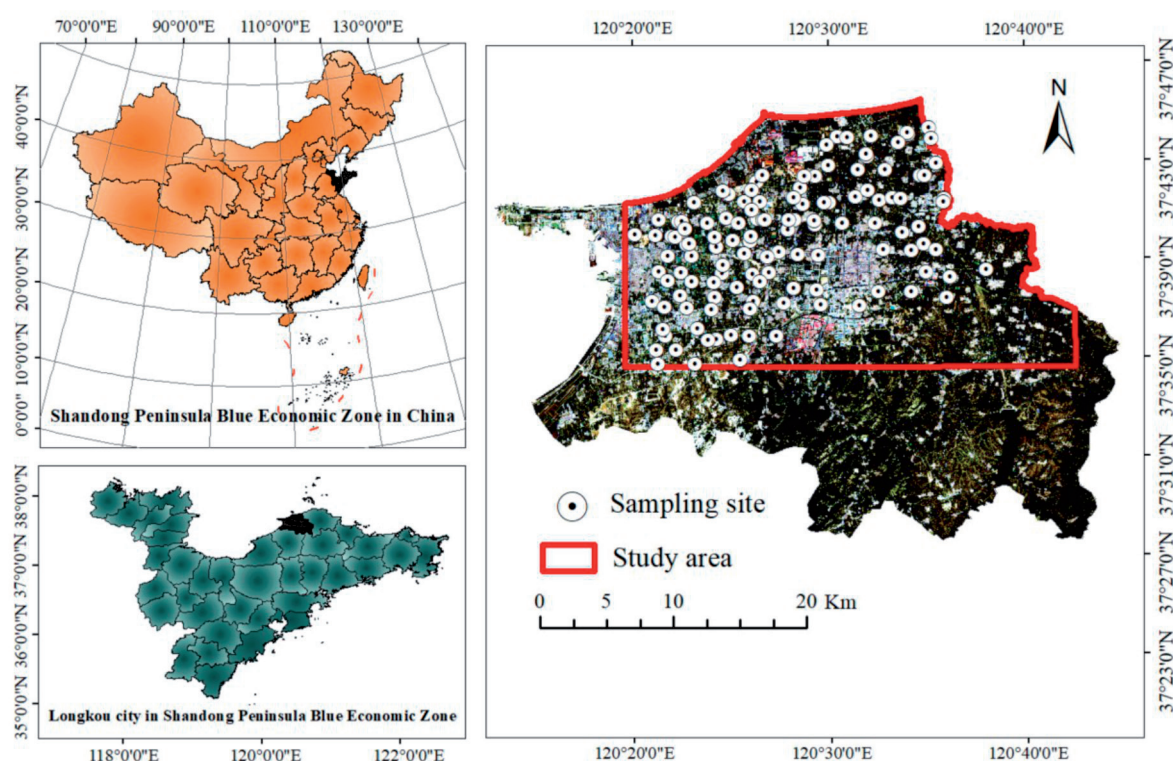 70°0'0"E 90°0'0"E 110°0'0"E 130°0'0"E
40°0'0"N
30°0'0"N
20°0'0"N
10°0'0"N
0°0'0"
Shandong Peninsula Blue Economic Zone in China
38°0'0"N
37°0'0"N
36°0'0"N
35°0'0"N
Longkou city in Shandong Peninsula Blue Economic Zone
118°0'0"E 120°0'0"E 122°0'0"E
120°20'0"E 120°30'0"E 120°40'0"E
N
37°47'0"N
37°43'0"N
37°39'0"N
37°39'0"N
37°35'0"N
37°31'0"N
37°27'0"N
37°23'0"N
Sampling site
Study area
0 5 10 20 Km
120°20'0"E 120°30'0"E 120°40'0"E